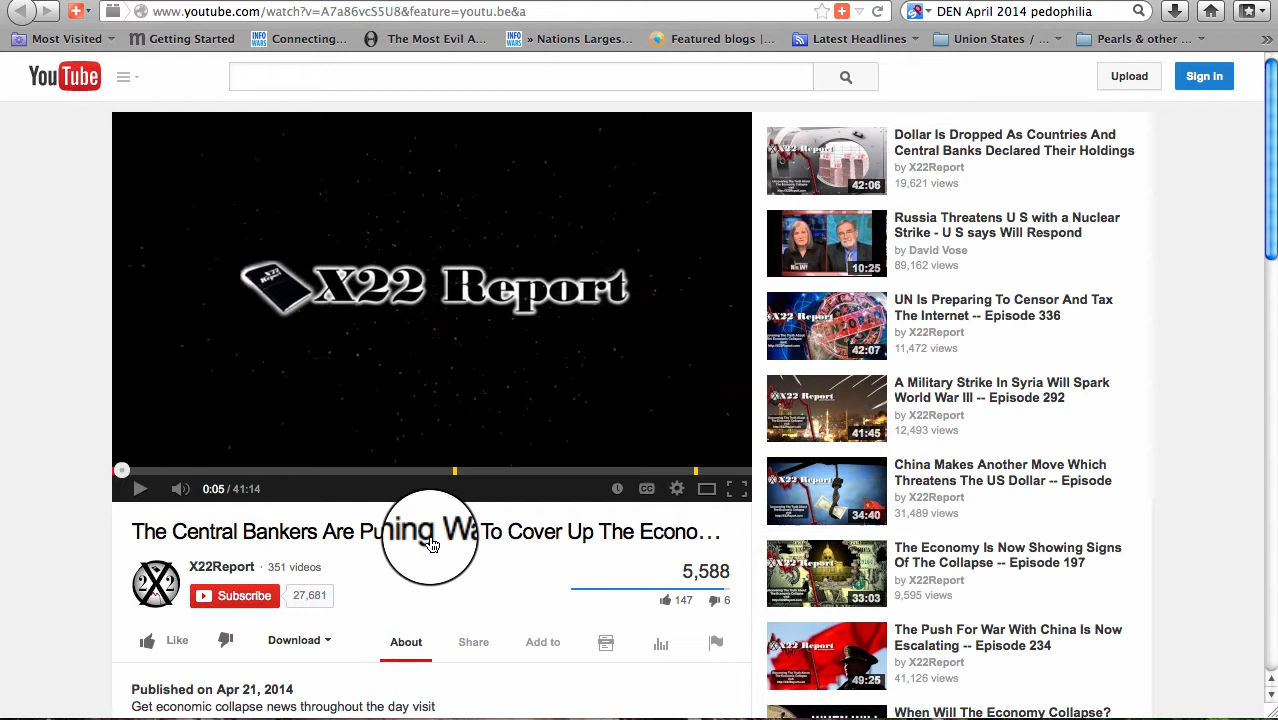 www.youtube.com/watch?v=A7a86vcS5U8&feature=youtu.be&a
DEN April 2014 pedophilia
Most Visited
Getting Started
INFO WARS
Connecting...
The Most Evil A...
INFO WARS
» Nations Larges...
Featured blogs |...
Latest Headlines
Union States / ...
Pearls & other ...
YouTube
Upload
Sign in
X22 Report
0:05 / 41:14
CC
The Central Bankers Are Pu hing Wa To Cover Up The Econo...
X22Report · 351 videos
Subscribe
27,681
5,588
147
6
Like
Download
About
Share
Add to
Published on Apr 21, 2014
Get economic collapse news throughout the day visit
Dollar Is Dropped As Countries And
Central Banks Declared Their Holdings
by X22Report
19,621 views
42:06
Russia Threatens U S with a Nuclear
Strike - U S says Will Respond
by David Vose
89,162 views
10:25
UN Is Preparing To Censor And Tax
The Internet -- Episode 336
by X22Report
11,472 views
42:07
A Military Strike In Syria Will Spark
World War III -- Episode 292
by X22Report
12,493 views
41:45
China Makes Another Move Which
Threatens The US Dollar -- Episode
by X22Report
31,489 views
34:40
The Economy Is Now Showing Signs
Of The Collapse -- Episode 197
by X22Report
9,595 views
33:03
The Push For War With China Is Now
Escalating -- Episode 234
by X22Report
41,126 views
49:25
When Will The Economy Collapse?